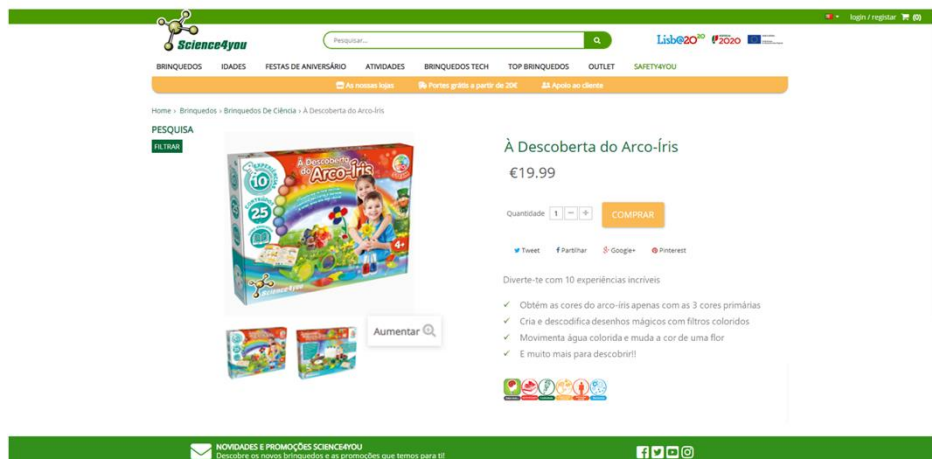 login / registar (0)
Science4you
Pesquisar...
Lisb@20²⁰ 2020
BRINQUEDOS IDADES FESTAS DE ANIVERSÁRIO ATIVIDADES BRINQUEDOS TECH TOP BRINQUEDOS OUTLET SAFETY4YOU
As nossas lojas Portes grátis a partir de 20€ Apoio ao cliente
Home › Brinquedos › Brinquedos De Ciência › À Descoberta do Arco-Íris
PESQUISA
FILTRAR
À Descoberta
do Arco-Íris
EXPERIÊNCIAS
10
CONTEÚDOS
25
4+
Science4you
Aumentar
À Descoberta do Arco-Íris
€19.99
Quantidade 1 − + COMPRAR
Tweet Partilhar Google+ Pinterest
Diverte-te com 10 experiências incríveis
✓ Obtém as cores do arco-íris apenas com as 3 cores primárias
✓ Cria e descodifica desenhos mágicos com filtros coloridos
✓ Movimenta água colorida e muda a cor de uma flor
✓ E muito mais para descobrir!!
NOVIDADES E PROMOÇÕES SCIENCE4YOU
Descobre os novos brinquedos e as promoções que temos para ti!